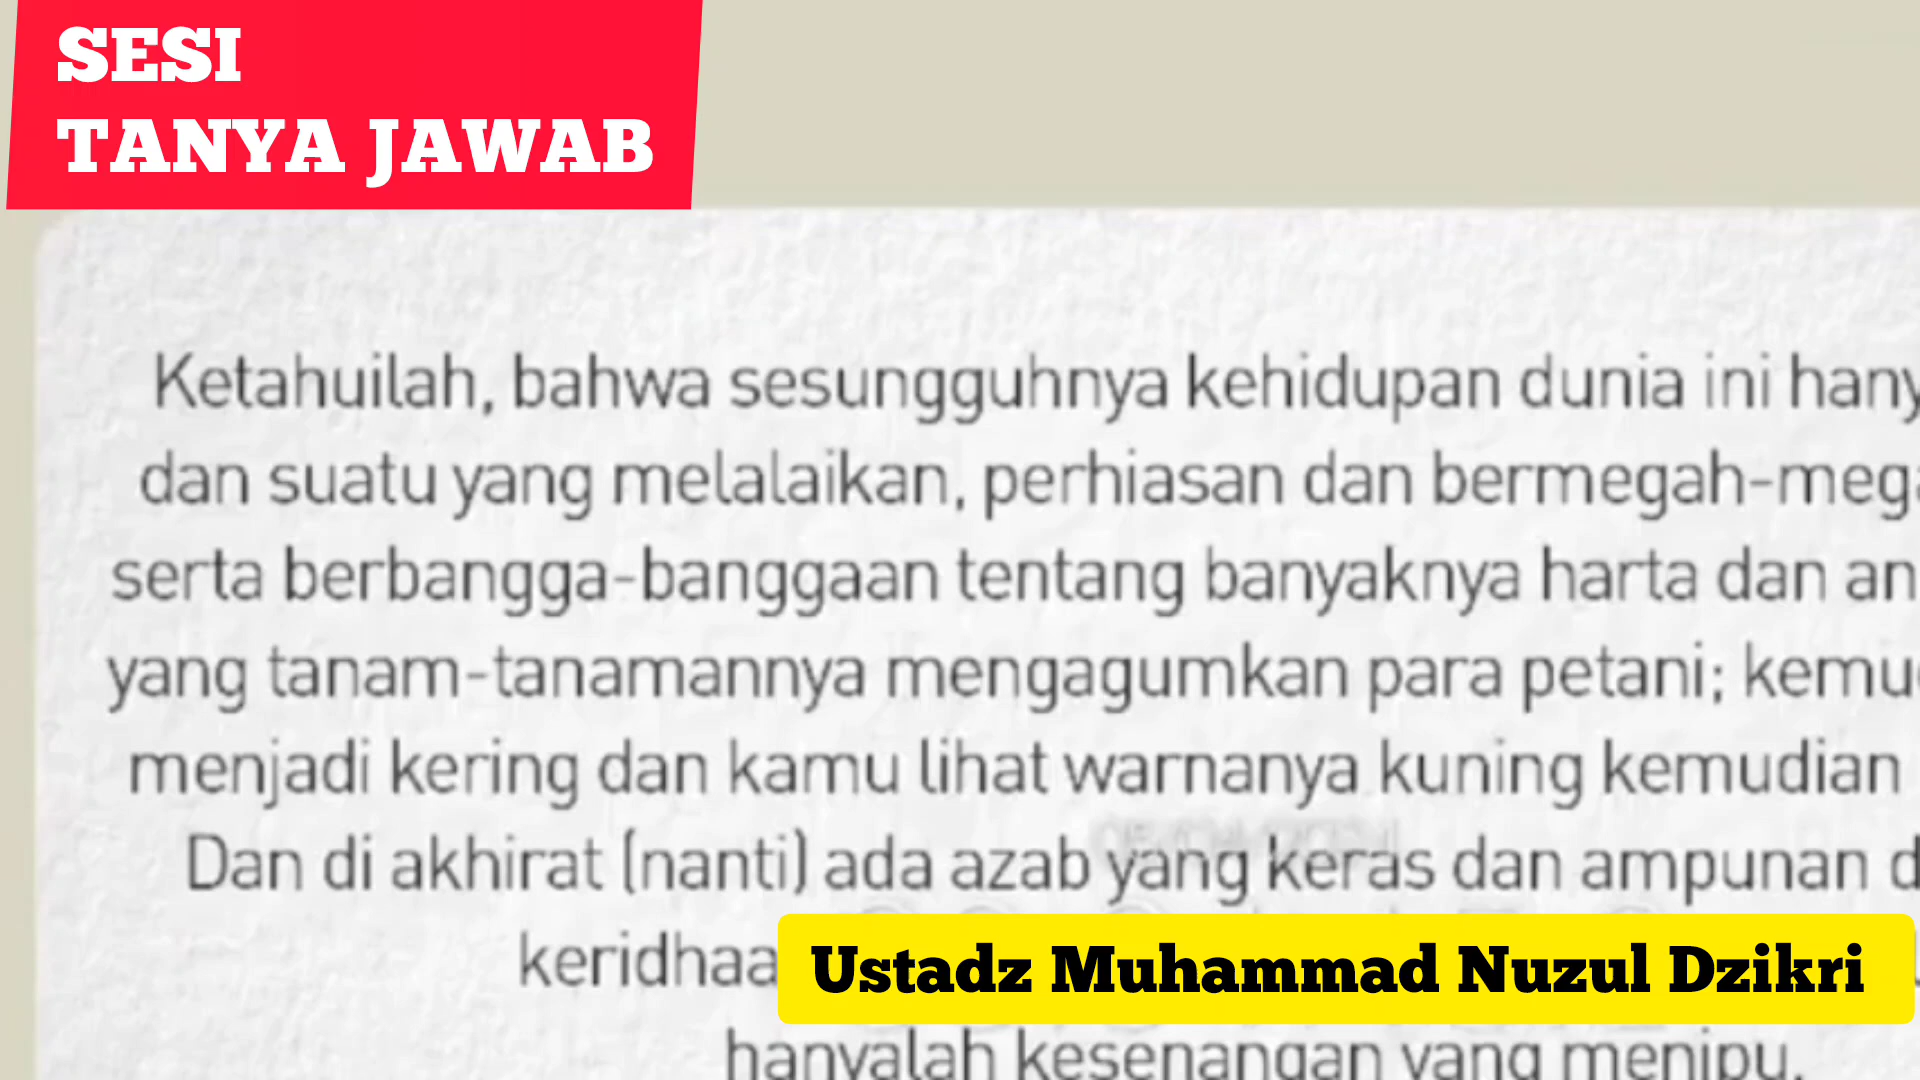 SESI
TANYA JAWAB
Ketahuilah, bahwa sesungguhnya kehidupan dunia ini hany
dan suatu yang melalaikan, perhiasan dan bermegah-mega
serta berbangga-banggaan tentang banyaknya harta dan an
yang tanam-tanamannya mengagumkan para petani; kemu
menjadi kering dan kamu lihat warnanya kuning kemudian
Dan di akhirat (nanti) ada azab yang keras dan ampunan d
keridhaa
Ustadz Muhammad Nuzul Dzikri
hanyalah kesenangan yang menipu.